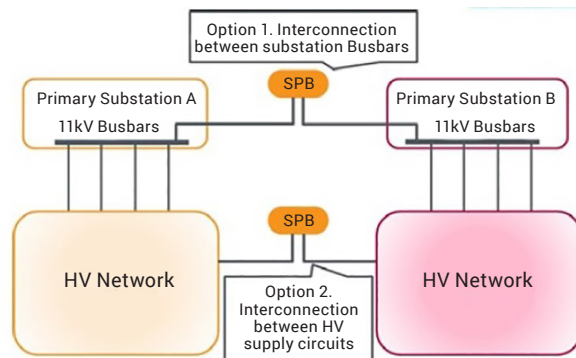 Option 1. Interconnection
between substation Busbars
SPB
Primary Substation A
11kV Busbars
Primary Substation B
11kV Busbars
SPB
HV Network
HV Network
Option 2.
Interconnection
between HV
supply circuits